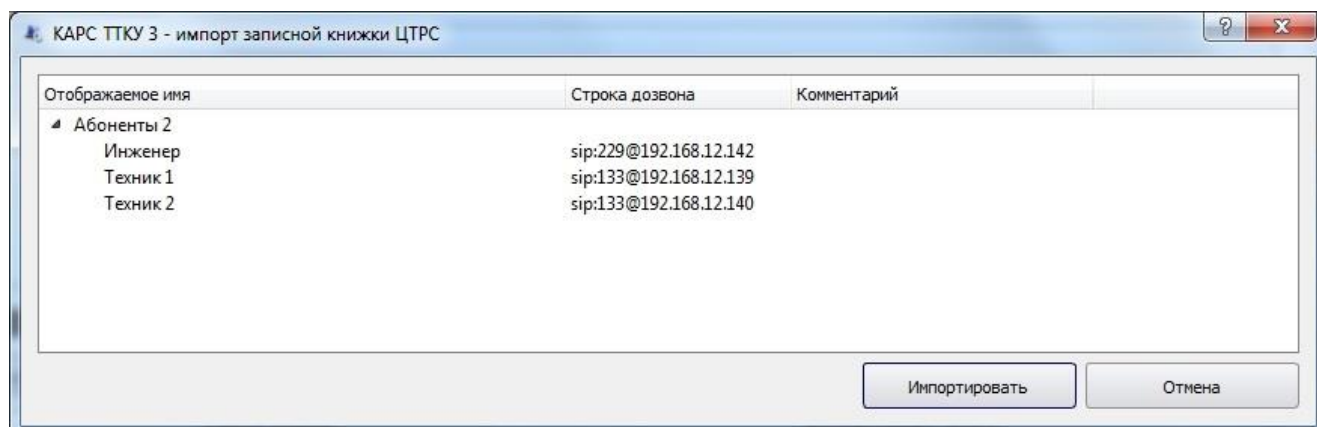 КАРС ТТКУ 3 - импорт записной книжки ЦТРС
Отображаемое имя Строка дозвона Комментарий
Абоненты 2
Инженер sip:229@192.168.12.142
Техник 1 sip:133@192.168.12.139
Техник 2 sip:133@192.168.12.140
Импортировать Отмена